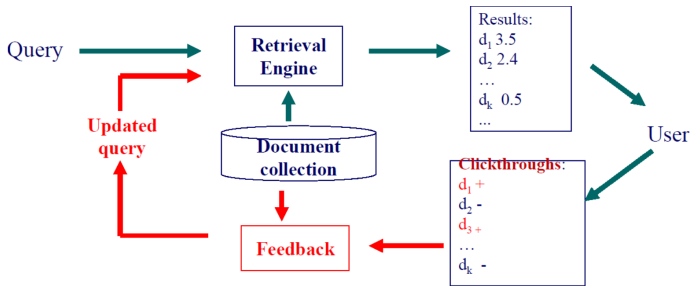 Query
Retrieval
Engine
Results:
d₁ 3.5
d₂ 2.4
…
dₖ 0.5
...
User
Updated
query
Document
collection
Clickthroughs:
d₁ +
d₂ -
d₃ +
…
dₖ -
Feedback